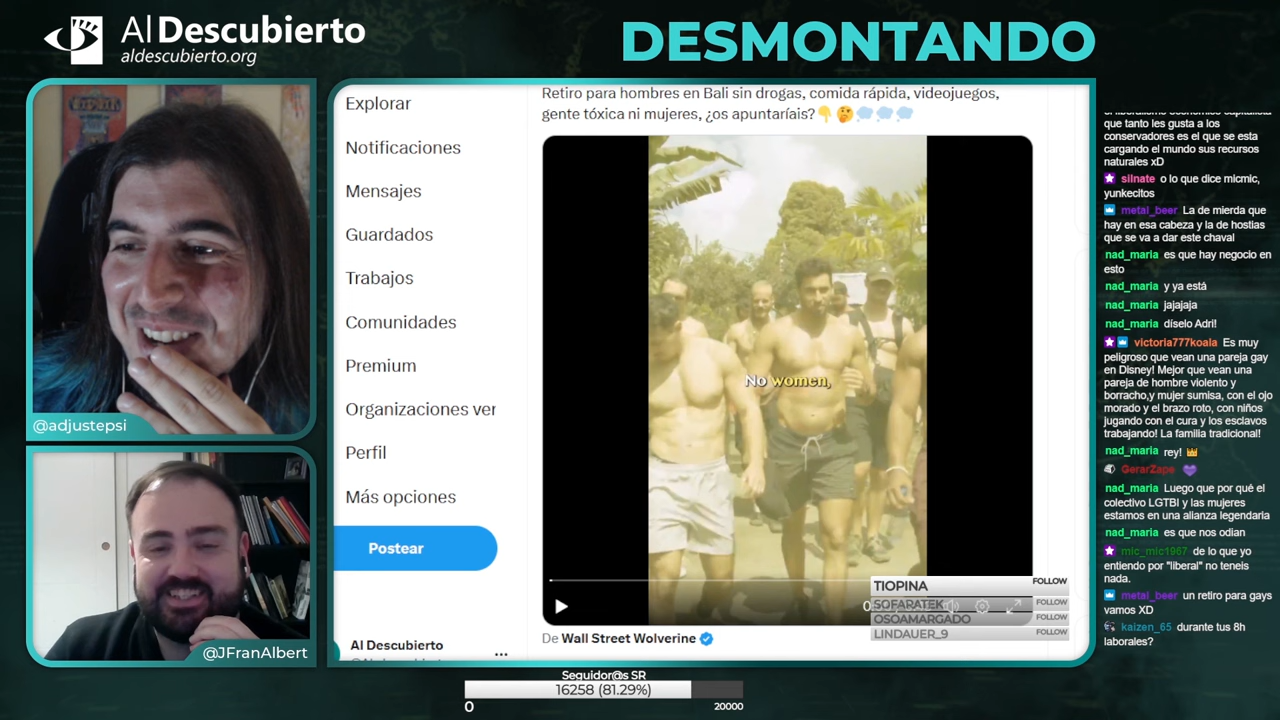 Al Descubierto
aldescubierto.org
DESMONTANDO
@adjustepsi
@JFranAlbert
Explorar
Notificaciones
Mensajes
Guardados
Trabajos
Comunidades
Premium
Organizaciones ver
Perfil
Más opciones
Postear
Al Descubierto
Retiro para hombres en Bali sin drogas, comida rápida, videojuegos,
gente tóxica ni mujeres, ¿os apuntaríais?👇🤔💭💭💭
No women,
De Wall Street Wolverine
TIOPINA FOLLOW
SOFARATEK FOLLOW
OSOAMARGADO FOLLOW
LINDAUER_9 FOLLOW
Seguidor@s SR
16258 (81.29%)
0
20000
que tanto les gusta a los
conservadores es el que se esta
cargando el mundo sus recursos
naturales xD
silnate o lo que dice micmic,
yunkecitos
metal_beer La de mierda que
hay en esa cabeza y la de hostias
que se va a dar este chaval
nad_maria es que hay negocio en
esto
nad_maria y ya está
nad_maria jajajaja
nad_maria díselo Adri!
victoria777koala Es muy
peligroso que vean una pareja gay
en Disney! Mejor que vean una
pareja de hombre violento y
borracho,y mujer sumisa, con el ojo
morado y el brazo roto, con niños
jugando con el cura y los esclavos
trabajando! La familia tradicional!
nad_maria rey! 👑
GerarZape 💜
nad_maria Luego que por qué el
colectivo LGTBI y las mujeres
estamos en una alianza legendaria
nad_maria es que nos odian
mic_mic1967 de lo que yo
entiendo por "liberal" no teneis
nada.
metal_beer un retiro para gays
vamos XD
kaizen_65 durante tus 8h
laborales?